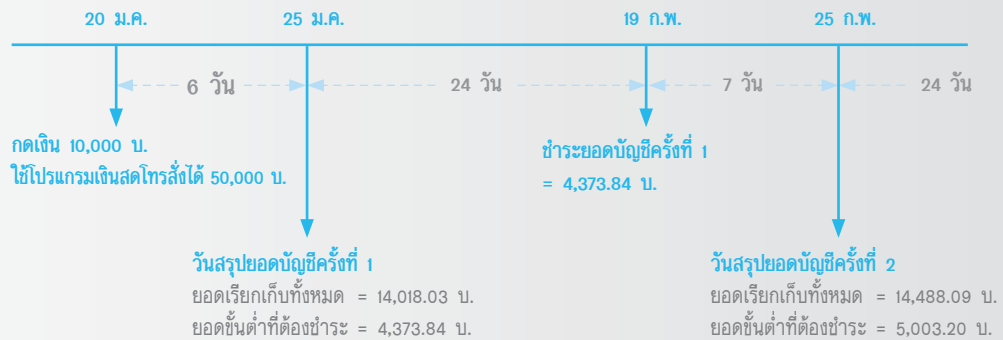 20 ม.ค. 25 ม.ค. 19 ก.พ. 25 ก.พ.
6 วัน 24 วัน 7 วัน 24 วัน
กดเงิน 10,000 บ.
ใช้โปรแกรมเงินสดโทรสั่งได้ 50,000 บ.
ชำระยอดบัญชีครั้งที่ 1
= 4,373.84 บ.
วันสรุปยอดบัญชีครั้งที่ 1
ยอดเรียกเก็บทั้งหมด = 14,018.03 บ.
ยอดขั้นต่ำที่ต้องชำระ = 4,373.84 บ.
วันสรุปยอดบัญชีครั้งที่ 2
ยอดเรียกเก็บทั้งหมด = 14,488.09 บ.
ยอดขั้นต่ำที่ต้องชำระ = 5,003.20 บ.